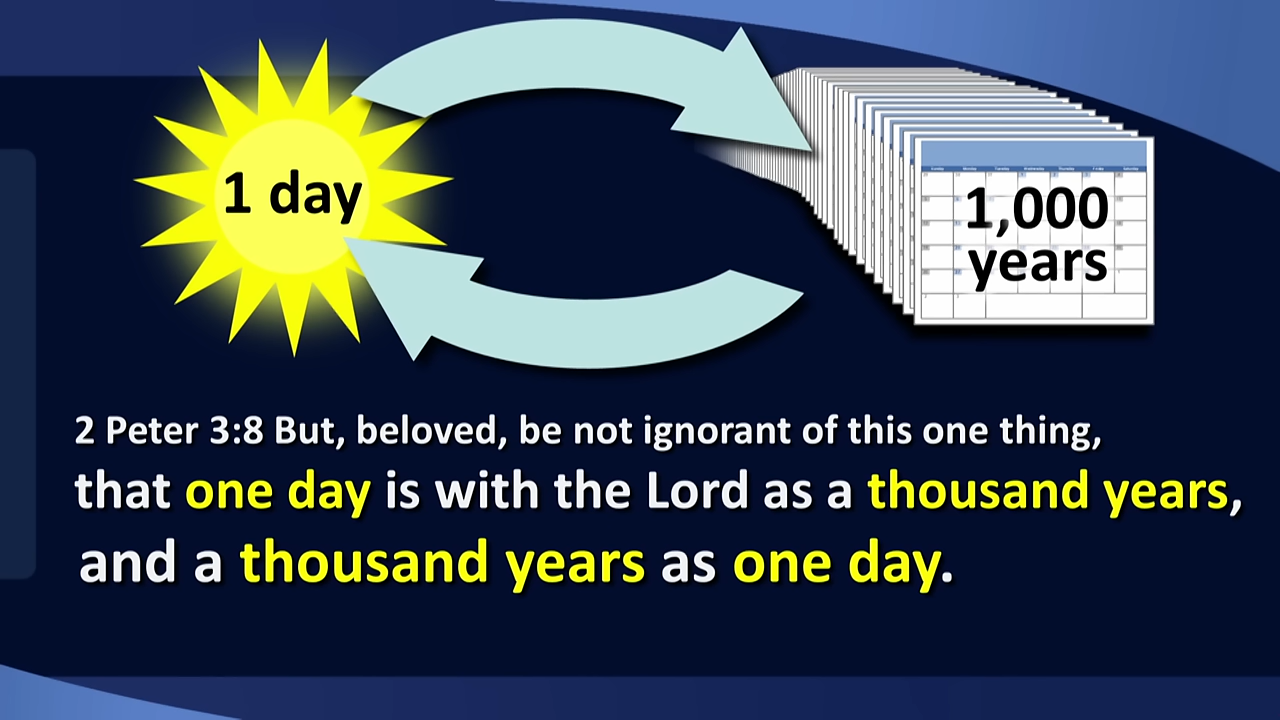 1 day
1,000
years
2 Peter 3:8 But, beloved, be not ignorant of this one thing,
that one day is with the Lord as a thousand years,
and a thousand years as one day.